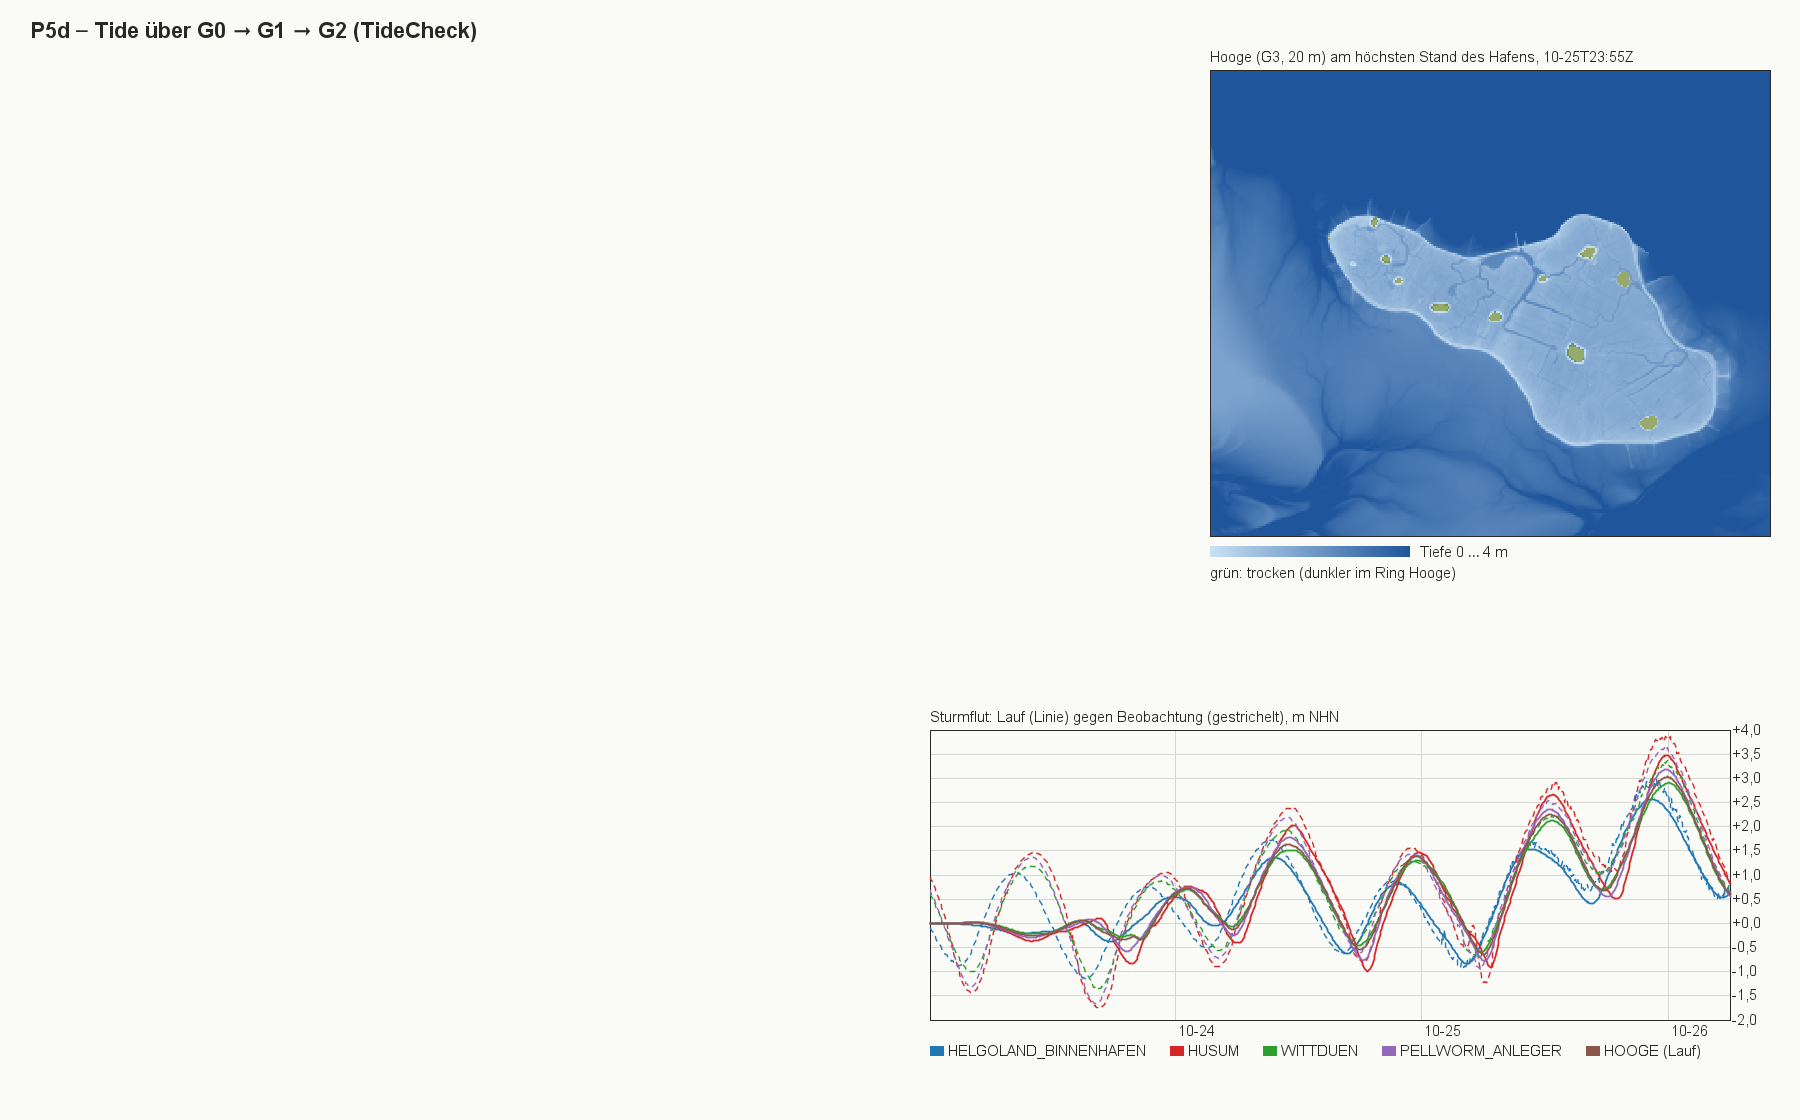 P5d – Tide über G0 → G1 → G2 (TideCheck)
Hooge (G3, 20 m) am höchsten Stand des Hafens, 10-25T23:55Z
Tiefe 0 ... 4 m
grün: trocken (dunkler im Ring Hooge)
Sturmflut: Lauf (Linie) gegen Beobachtung (gestrichelt), m NHN
+4,0
+3,5
+3,0
+2,5
+2,0
+1,5
+1,0
+0,5
+0,0
-0,5
-1,0
-1,5
-2,0
10-24 10-25 10-26
HELGOLAND_BINNENHAFEN HUSUM WITTDUEN PELLWORM_ANLEGER HOOGE (Lauf)